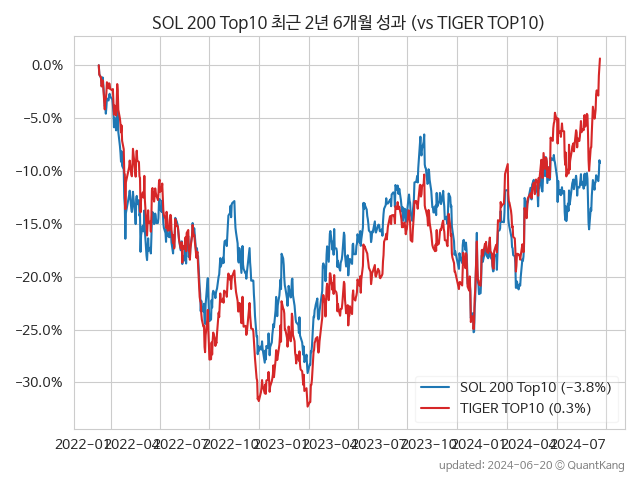 SOL 200 Top10 최근 2년 6개월 성과 (vs TIGER TOP10)
0.0%
−5.0%
−10.0%
−15.0%
−20.0%
−25.0%
−30.0%
SOL 200 Top10 (−3.8%)
TIGER TOP10 (0.3%)
2022-01 2022-04 2022-07 2022-10 2023-01 2023-04 2023-07 2023-10 2024-01 2024-04 2024-07
updated: 2024-06-20 © QuantKang